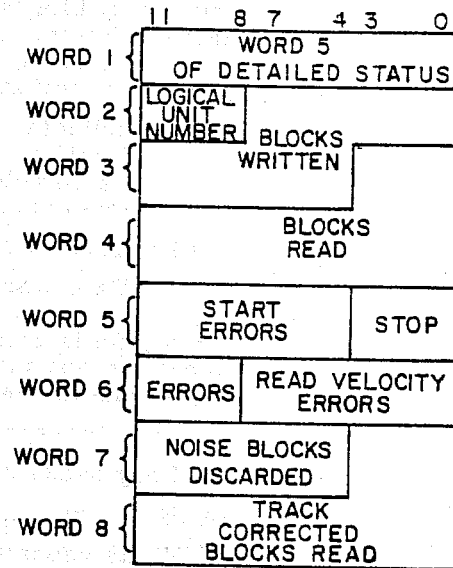 11 8 7 4 3 0
WORD 1
WORD 5
OF DETAILED STATUS
WORD 2
LOGICAL
UNIT
NUMBER
BLOCKS
WRITTEN
WORD 3
WORD 4
BLOCKS
READ
WORD 5
START
ERRORS
STOP
WORD 6
ERRORS
READ VELOCITY
ERRORS
WORD 7
NOISE BLOCKS
DISCARDED
WORD 8
TRACK
CORRECTED
BLOCKS READ